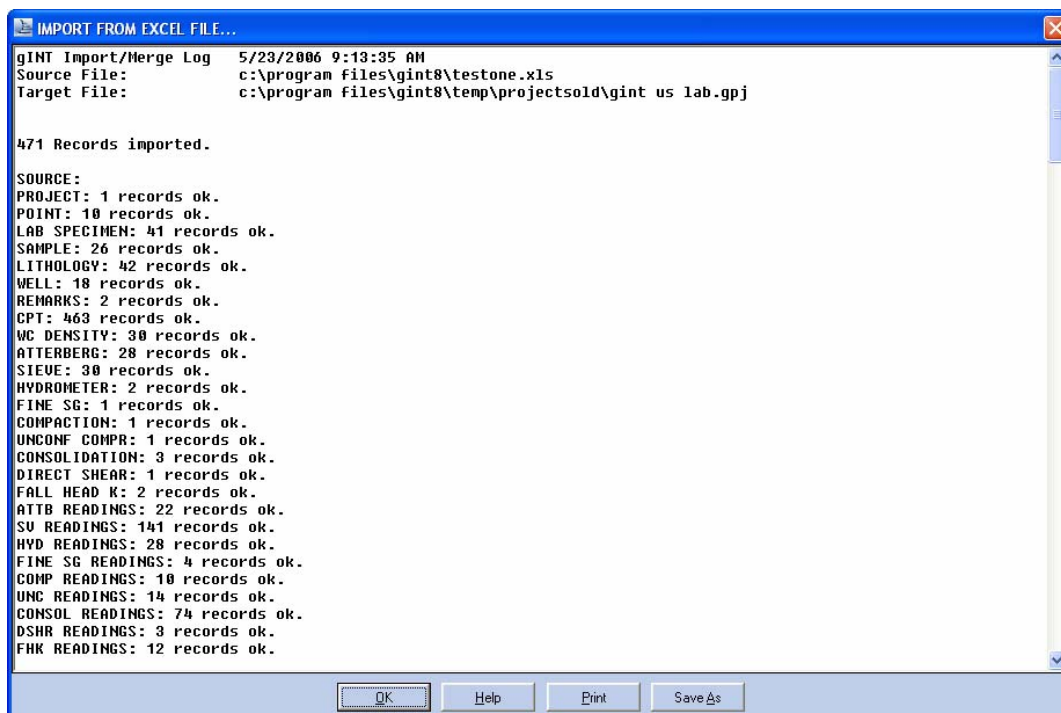 IMPORT FROM EXCEL FILE...
gINT Import/Merge Log 5/23/2006 9:13:35 AM
Source File: c:\program files\gint8\testone.xls
Target File: c:\program files\gint8\temp\projectsold\gint us lab.gpj
471 Records imported.
SOURCE:
PROJECT: 1 records ok.
POINT: 10 records ok.
LAB SPECIMEN: 41 records ok.
SAMPLE: 26 records ok.
LITHOLOGY: 42 records ok.
WELL: 18 records ok.
REMARKS: 2 records ok.
CPT: 463 records ok.
WC DENSITY: 30 records ok.
ATTERBERG: 28 records ok.
SIEVE: 30 records ok.
HYDROMETER: 2 records ok.
FINE SG: 1 records ok.
COMPACTION: 1 records ok.
UNCONF COMPR: 1 records ok.
CONSOLIDATION: 3 records ok.
DIRECT SHEAR: 1 records ok.
FALL HEAD K: 2 records ok.
ATTB READINGS: 22 records ok.
SV READINGS: 141 records ok.
HYD READINGS: 28 records ok.
FINE SG READINGS: 4 records ok.
COMP READINGS: 10 records ok.
UNC READINGS: 14 records ok.
CONSOL READINGS: 74 records ok.
DSHR READINGS: 3 records ok.
FHK READINGS: 12 records ok.
OK Help Print Save As